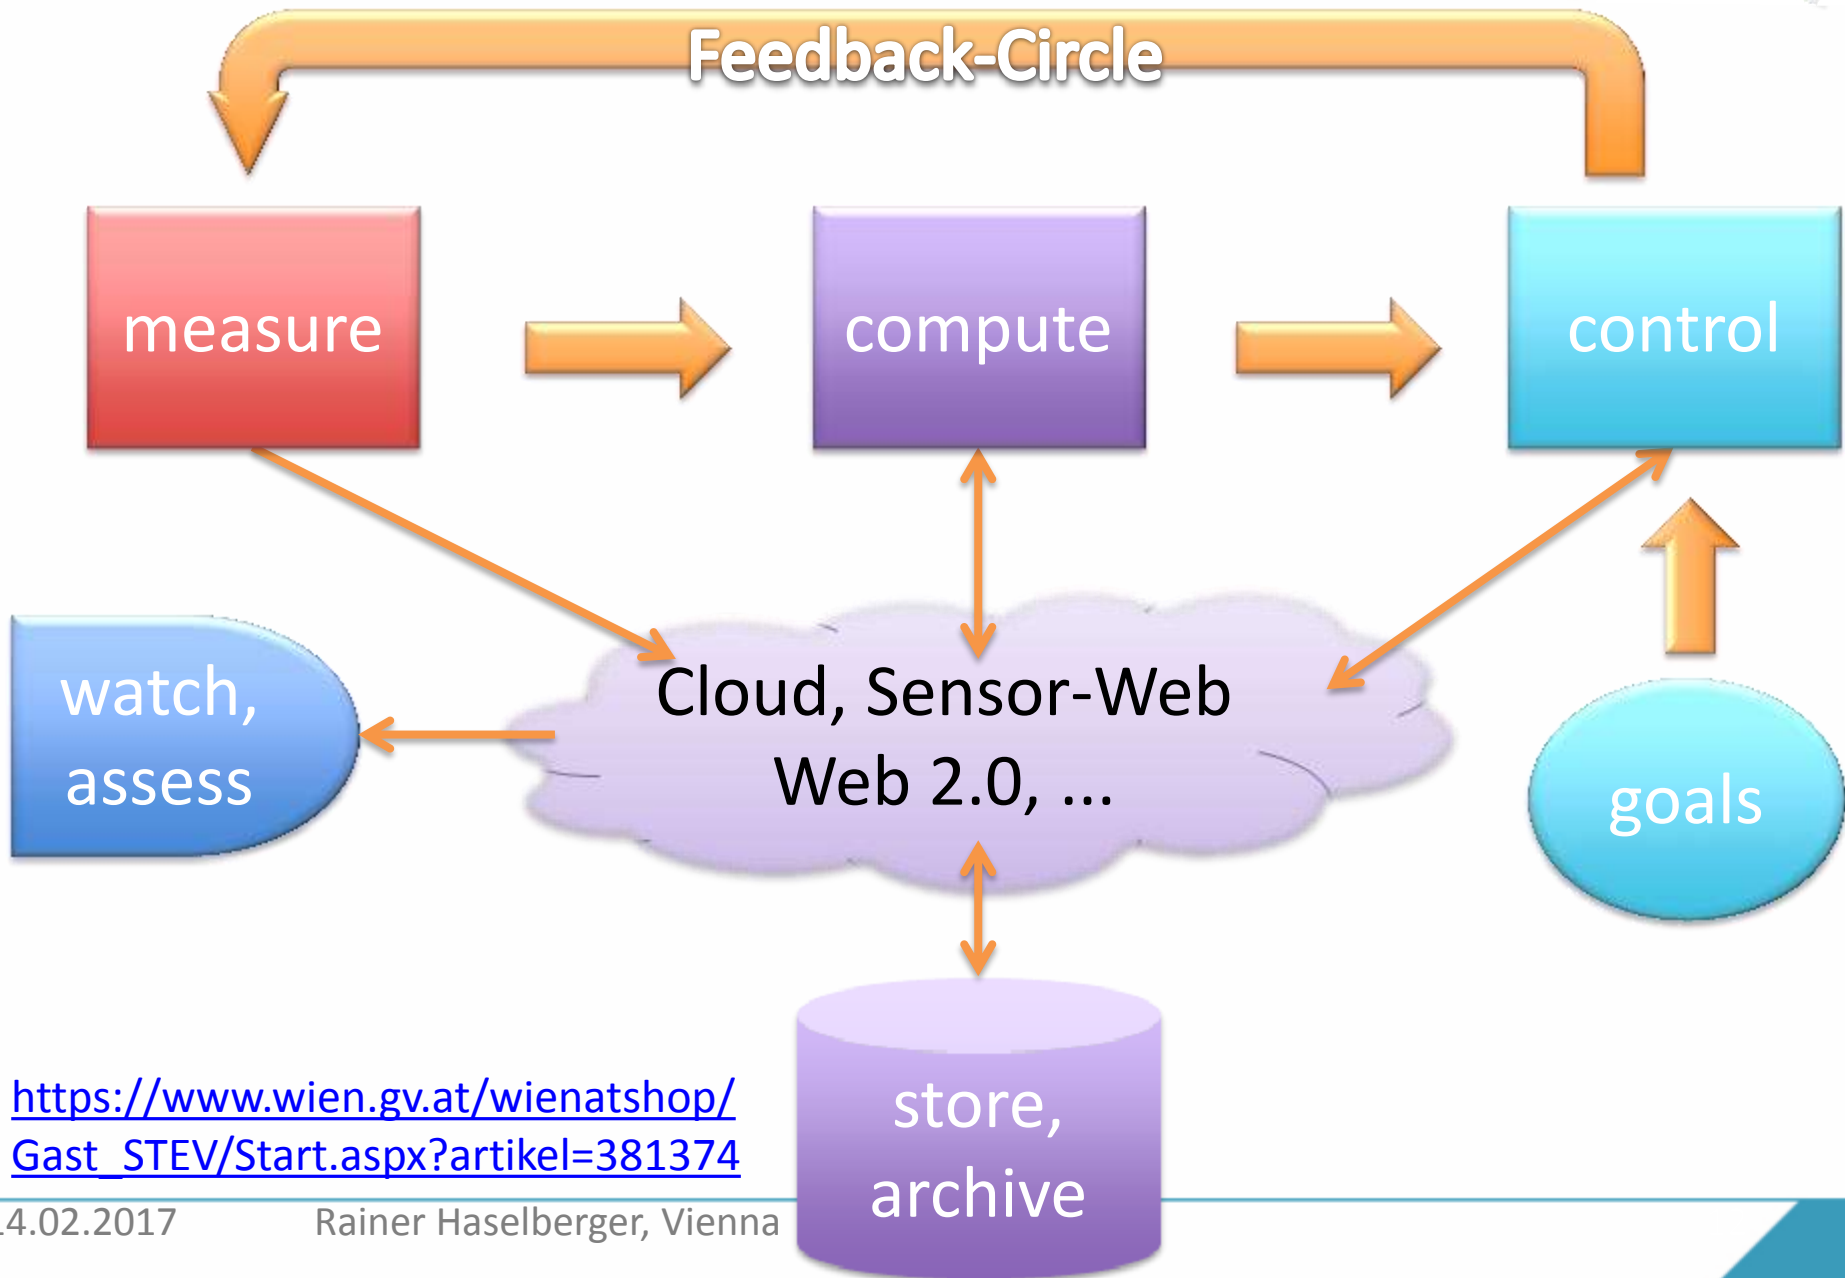 Feedback-Circle
measure
compute
control
watch,
assess
Cloud, Sensor-Web
Web 2.0, ...
goals
store,
archive
https://www.wien.gv.at/wienatshop/
Gast_STEV/Start.aspx?artikel=381374
4.02.2017
Rainer Haselberger, Vienna